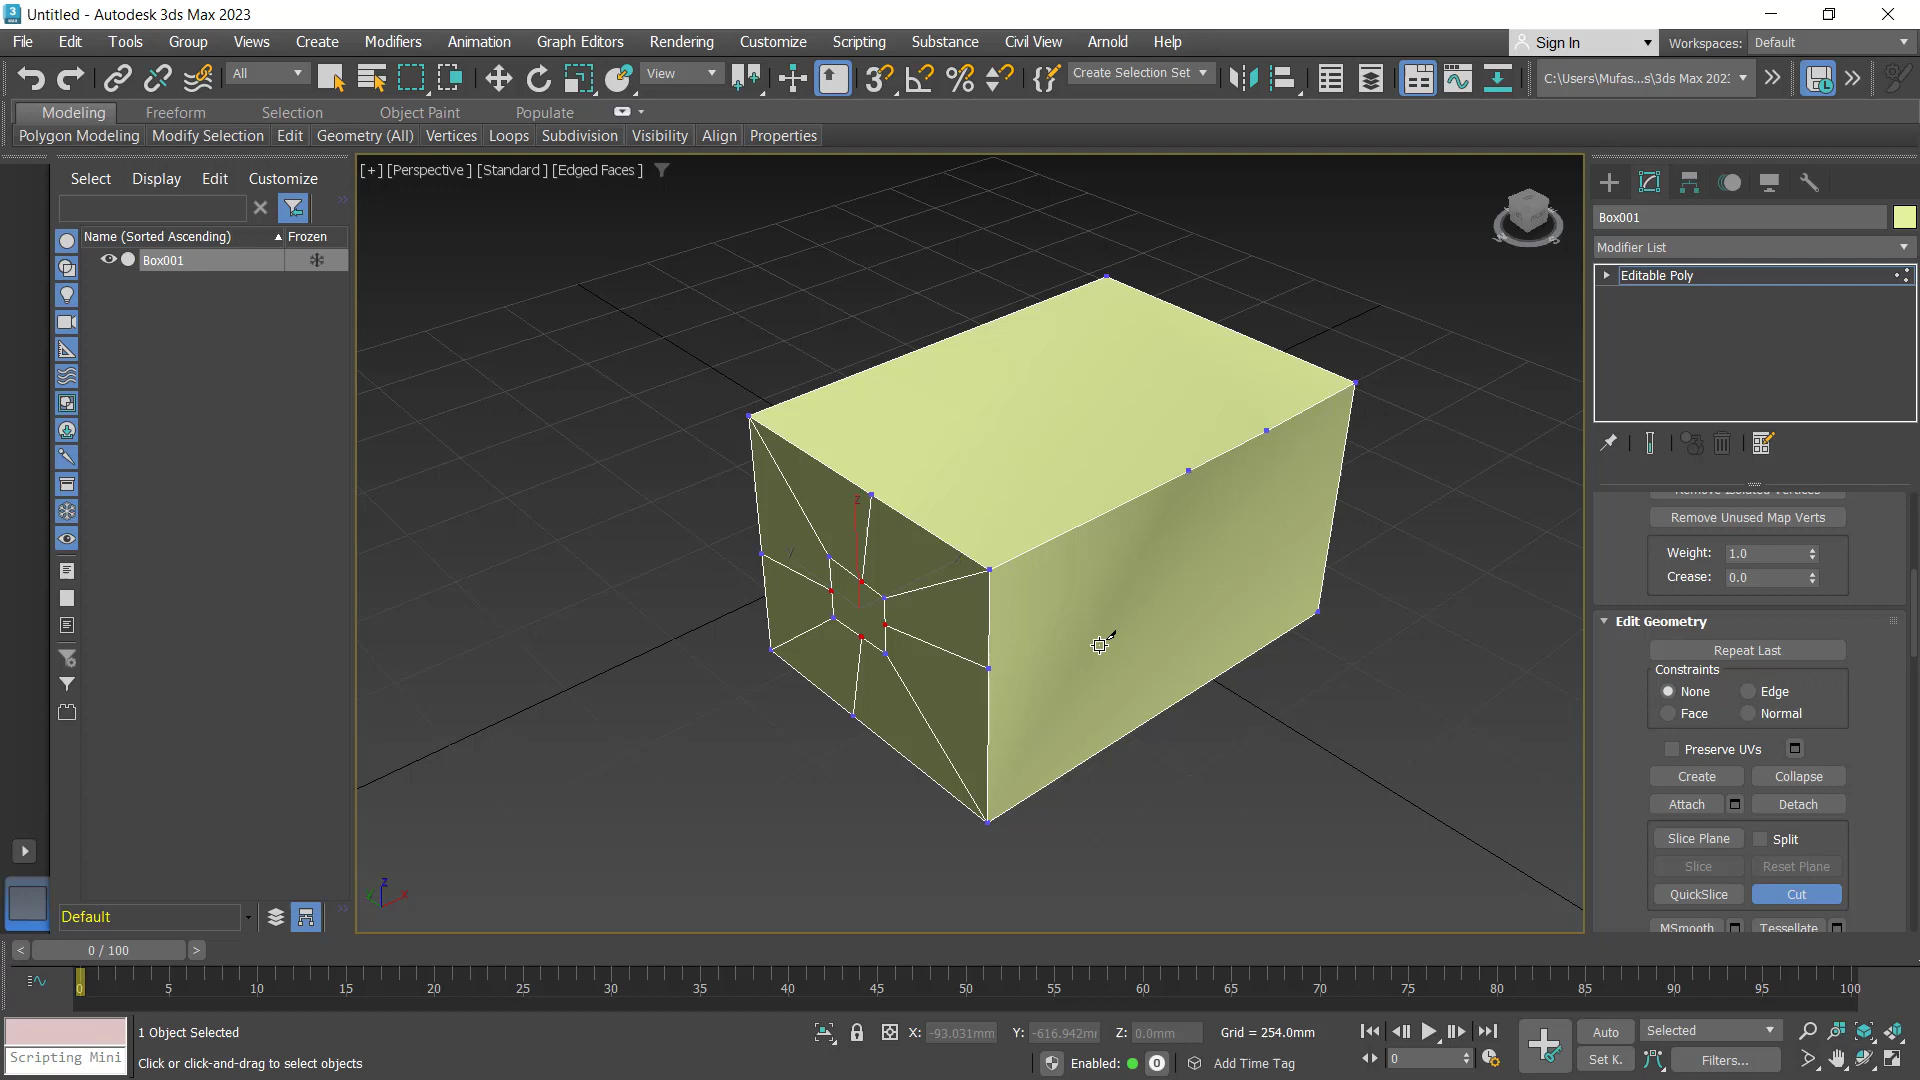 Untitled - Autodesk 3ds Max 2023
File Edit Tools Group Views Create Modifiers Animation Graph Editors Rendering Customize Scripting Substance Civil View Arnold Help
Sign In
Workspaces: Default
All
View
Create Selection Set
C:\Users\Mufas...s\3ds Max 202
Modeling Freeform Selection Object Paint Populate
Polygon Modeling Modify Selection Edit Geometry (All) Vertices Loops Subdivision Visibility Align Properties
Select Display Edit Customize
[+] [Perspective] [Standard] [Edged Faces]
Name (Sorted Ascending) Frozen
Box001
Box001
Modifier List
Editable Poly
Remove Isolated Vertices
Remove Unused Map Verts
Weight: 1.0
Crease: 0.0
Edit Geometry
Repeat Last
Constraints
None Edge
Face Normal
Preserve UVs
Create Collapse
Attach Detach
Slice Plane Split
Slice Reset Plane
QuickSlice Cut
MSmooth Tessellate
z
W S
z
x
Default
< 0 / 100 >
0 5 10 15 20 25 30 35 40 45 50 55 60 65 70 75 80 85 90 95 100
1 Object Selected
X: -93.031mm Y: -616.942m Z: 0.0mm Grid = 254.0mm
Auto Selected
Scripting Mini
Click or click-and-drag to select objects
Enabled: 0 Add Time Tag
0
Set K. Filters...